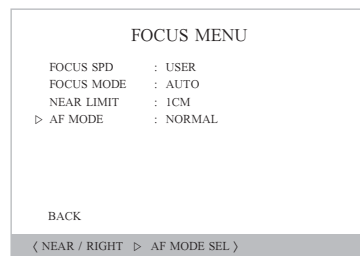 FOCUS MENU
FOCUS SPD : USER
FOCUS MODE : AUTO
NEAR LIMIT : 1CM
▷ AF MODE : NORMAL
BACK
〈 NEAR / RIGHT ▷ AF MODE SEL 〉